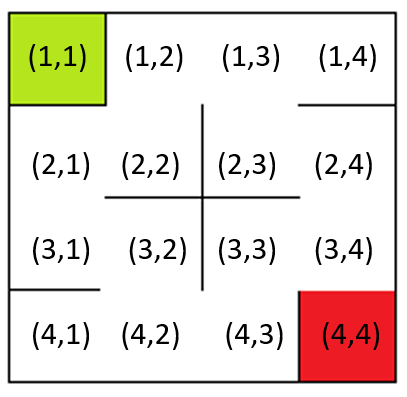 (1,1) (1,2) (1,3) (1,4)
(2,1) (2,2) (2,3) (2,4)
(3,1) (3,2) (3,3) (3,4)
(4,1) (4,2) (4,3) (4,4)